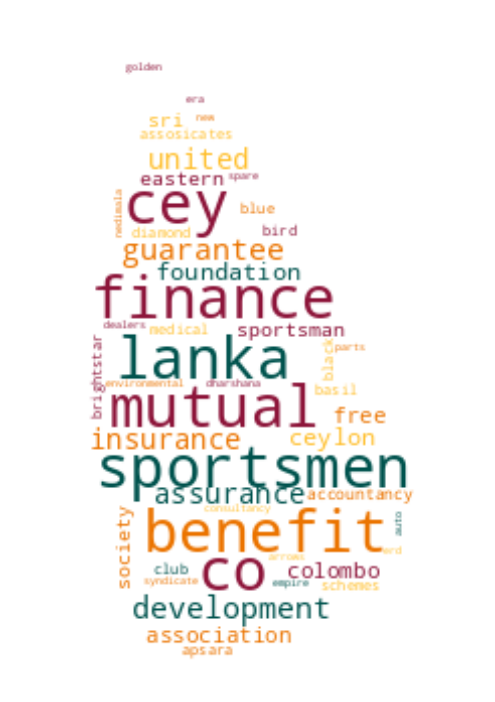 golden
era
sri new
assosicates
united
eastern spare
nedimala
cey
blue
diamond bird
guarantee
foundation
finance
dealers medical sportsman
brightstar
lanka
black
parts
environmental dharshana
basil
mutual
free
insurance ceylon
sportsmen
assurance accountancy
consultancy
society
benefit
auto
club
arrows
co
colombo
syndicate empire schemes
development
association
apsara